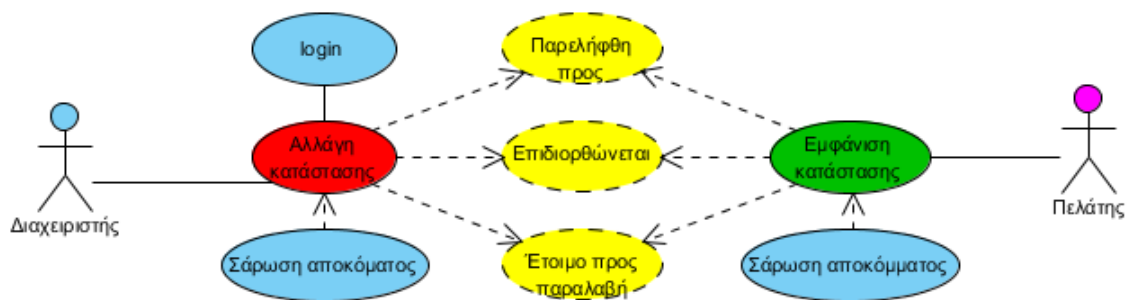 login
Παρελήφθη
προς
Διαχειριστής
Αλλάγη
κατάστασης
Επιδιορθώνεται
Εμφάνιση
κατάστασης
Πελάτης
Σάρωση αποκόματος
Έτοιμο προς
παραλαβή
Σάρωση αποκόμματος